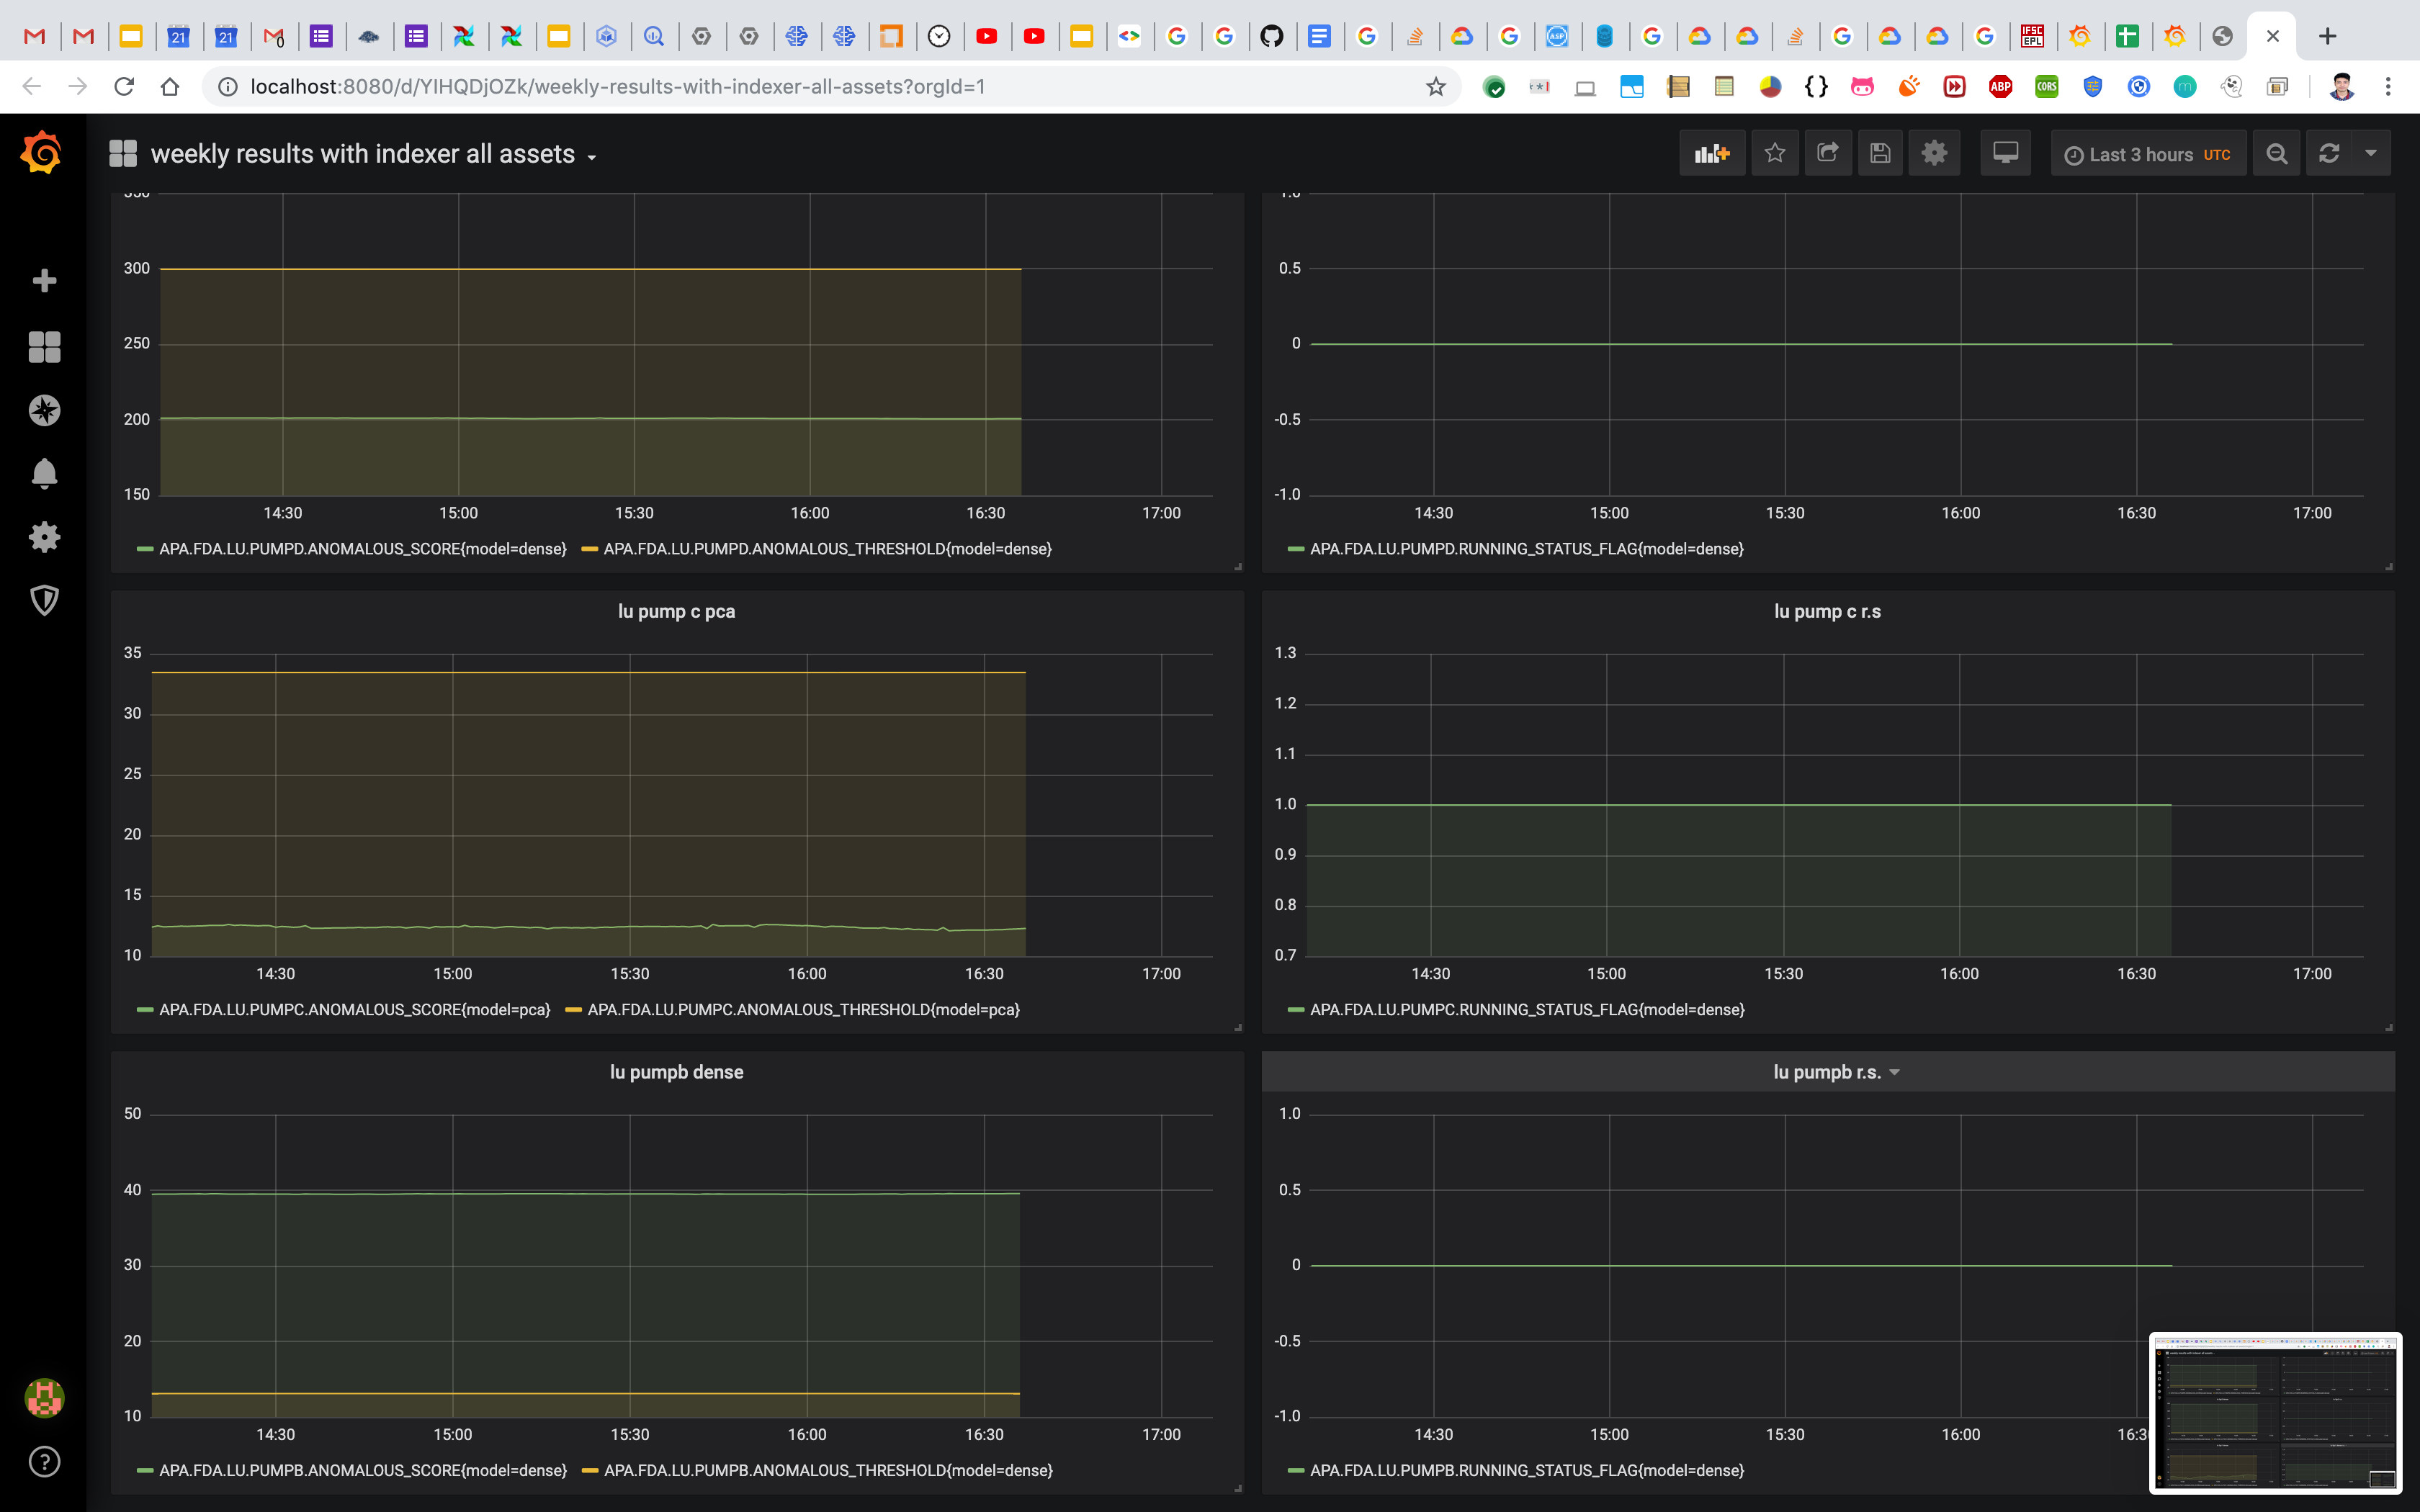 21 21 0 ASP IFSC EPL
localhost:8080/d/YIHQDjOZk/weekly-results-with-indexer-all-assets?orgId=1
ABP CORS m
weekly results with indexer all assets
Last 3 hours UTC
300
250
200
150
14:30 15:00 15:30 16:00 16:30 17:00
APA.FDA.LU.PUMPD.ANOMALOUS_SCORE{model=dense} APA.FDA.LU.PUMPD.ANOMALOUS_THRESHOLD{model=dense}
0.5
0
-0.5
-1.0
14:30 15:00 15:30 16:00 16:30 17:00
APA.FDA.LU.PUMPD.RUNNING_STATUS_FLAG{model=dense}
lu pump c pca
35
30
25
20
15
10
14:30 15:00 15:30 16:00 16:30 17:00
APA.FDA.LU.PUMPC.ANOMALOUS_SCORE{model=pca} APA.FDA.LU.PUMPC.ANOMALOUS_THRESHOLD{model=pca}
lu pump c r.s
1.3
1.2
1.1
1.0
0.9
0.8
0.7
14:30 15:00 15:30 16:00 16:30 17:00
APA.FDA.LU.PUMPC.RUNNING_STATUS_FLAG{model=dense}
lu pumpb dense
50
40
30
20
10
14:30 15:00 15:30 16:00 16:30 17:00
APA.FDA.LU.PUMPB.ANOMALOUS_SCORE{model=dense} APA.FDA.LU.PUMPB.ANOMALOUS_THRESHOLD{model=dense}
lu pumpb r.s.
1.0
0.5
0
-0.5
-1.0
14:30 15:00 15:30 16:00
APA.FDA.LU.PUMPB.RUNNING_STATUS_FLAG{model=dense}